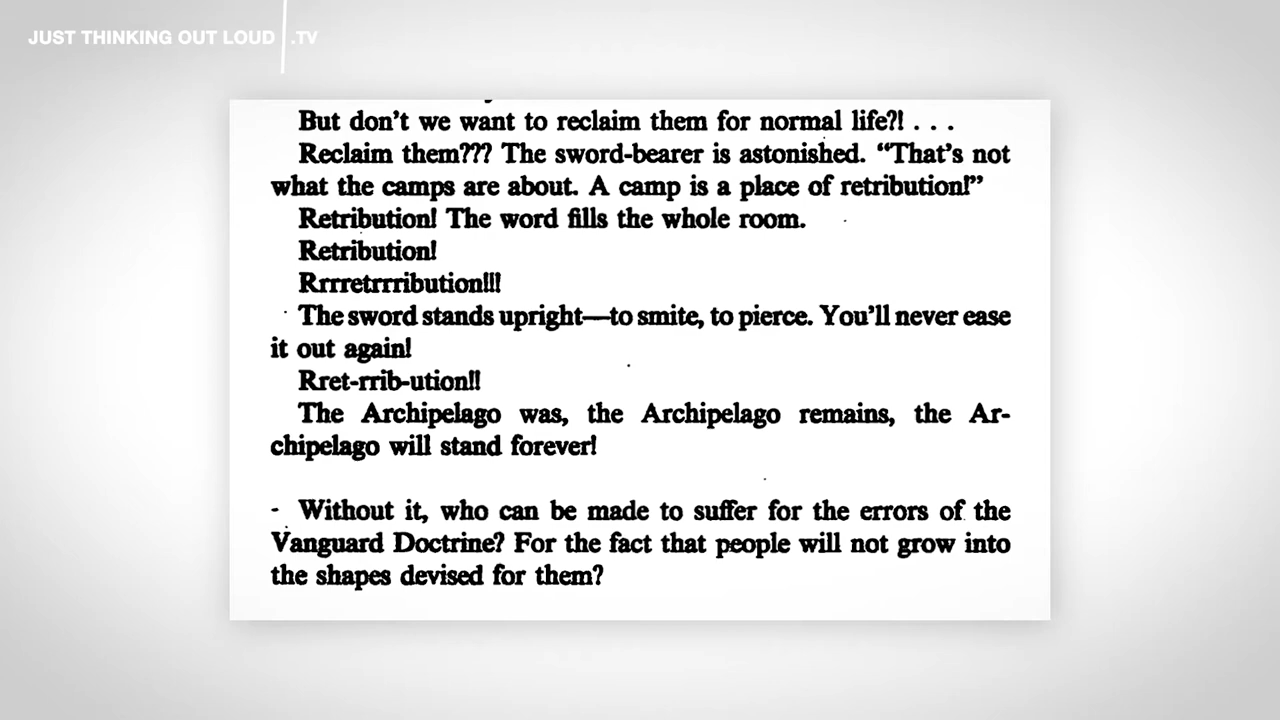 JUST THINKING OUT LOUD .TV
But don't we want to reclaim them for normal life?! . . .
Reclaim them??? The sword-bearer is astonished. “That's not
what the camps are about. A camp is a place of retribution!”
Retribution! The word fills the whole room.
Retribution!
Rrrretrrribution!!!
The sword stands upright—to smite, to pierce. You'll never ease
it out again!
Rret-rrib-ution!!
The Archipelago was, the Archipelago remains, the Ar-
chipelago will stand forever!
Without it, who can be made to suffer for the errors of the
Vanguard Doctrine? For the fact that people will not grow into
the shapes devised for them?